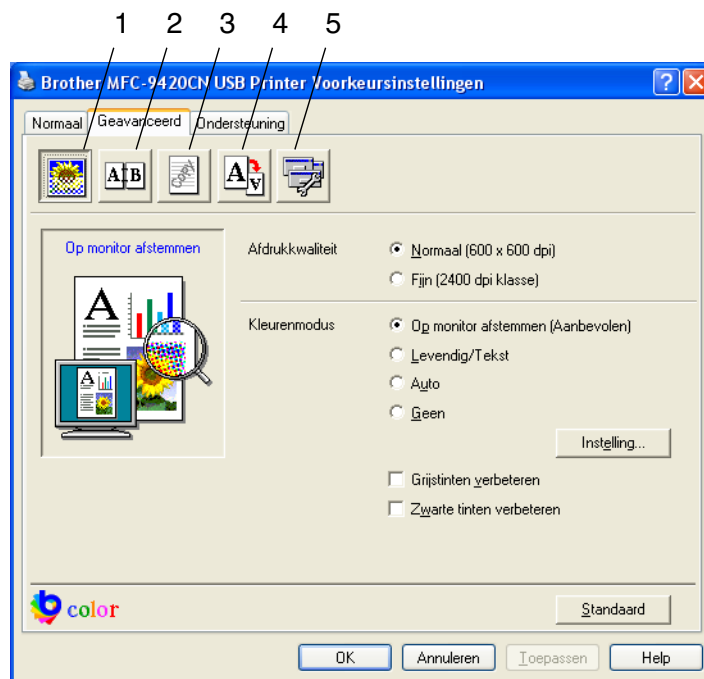 1 2 3 4 5
Brother MFC-9420CN USB Printer Voorkeursinstellingen
Normaal Geavanceerd Ondersteuning
A B
COPY
A A
Op monitor afstemmen
Afdrukkwaliteit
Normaal (600 x 600 dpi)
Fijn (2400 dpi klasse)
A
A
Kleurenmodus
Op monitor afstemmen (Aanbevolen)
Levendig/Tekst
Auto
Geen
Instelling...
Grijstinten verbeteren
Zwarte tinten verbeteren
b color
Standaard
OK Annuleren Toepassen Help